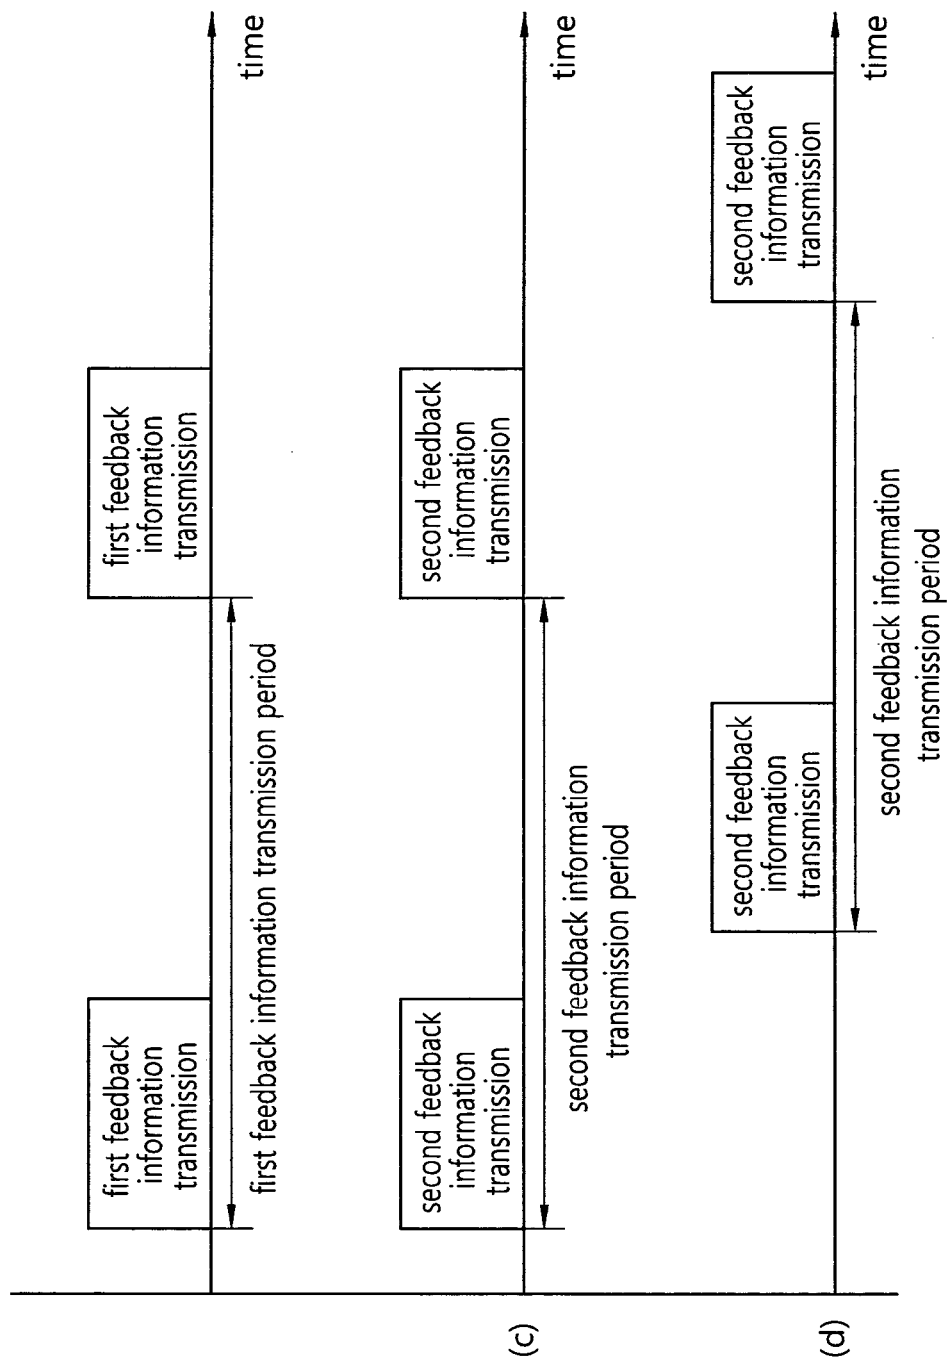 first feedback
information
transmission
first feedback
information
transmission
time
first feedback information transmission period
(c)
second feedback
information
transmission
second feedback
information
transmission
time
second feedback information
transmission period
(d)
second feedback
information
transmission
second feedback
information
transmission
time
second feedback information
transmission period